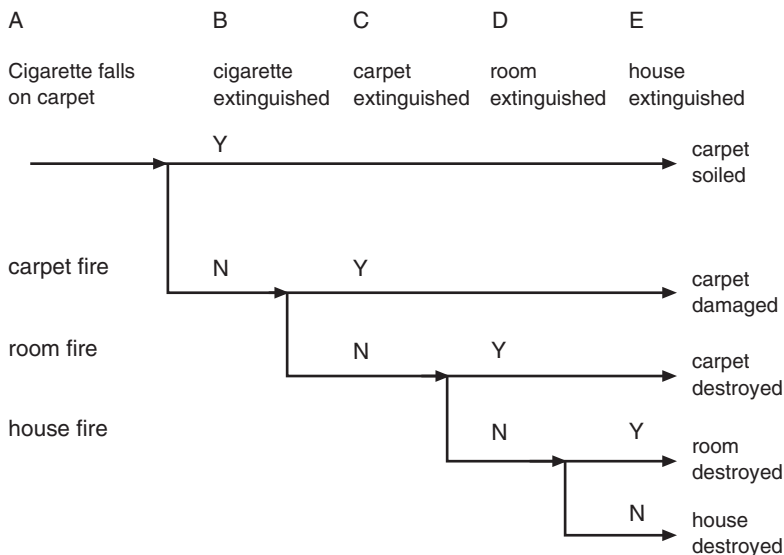 A B C D E
Cigarette falls cigarette carpet room house
on carpet extinguished extinguished extinguished extinguished
Y
carpet
soiled
carpet fire N Y
carpet
damaged
room fire N Y
carpet
destroyed
house fire N Y
room
destroyed
N
house
destroyed